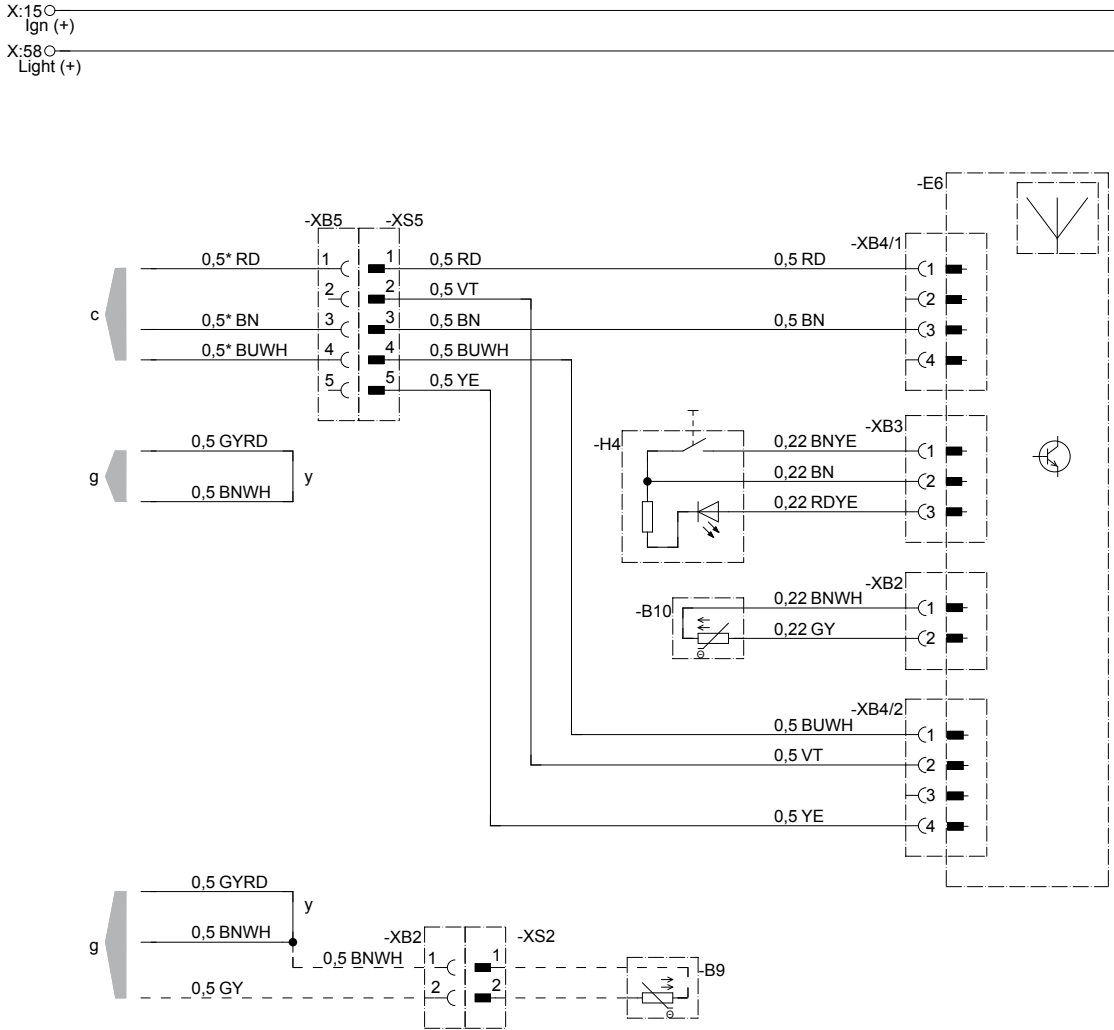 X:15
Ign (+)
X:58
Light (+)
-E6
-XB5 -XS5
-XB4/1
0,5* RD 1 1 0,5 RD 0,5 RD 1
2 2 0,5 VT 2
c
0,5* BN 3 3 0,5 BN 0,5 BN 3
0,5* BUWH 4 4 0,5 BUWH 4
5 5 0,5 YE
-XB3
-H4
0,5 GYRD 0,22 BNYE 1
g y
0,22 BN 2
0,5 BNWH
0,22 RDYE 3
-XB2
-B10
0,22 BNWH 1
0,22 GY 2
Θ
-XB4/2
0,5 BUWH 1
0,5 VT 2
3
0,5 YE 4
0,5 GYRD
y
0,5 BNWH
g
-XB2 -XS2
0,5 BNWH 1 1
-B9
0,5 GY 2 2
Θ